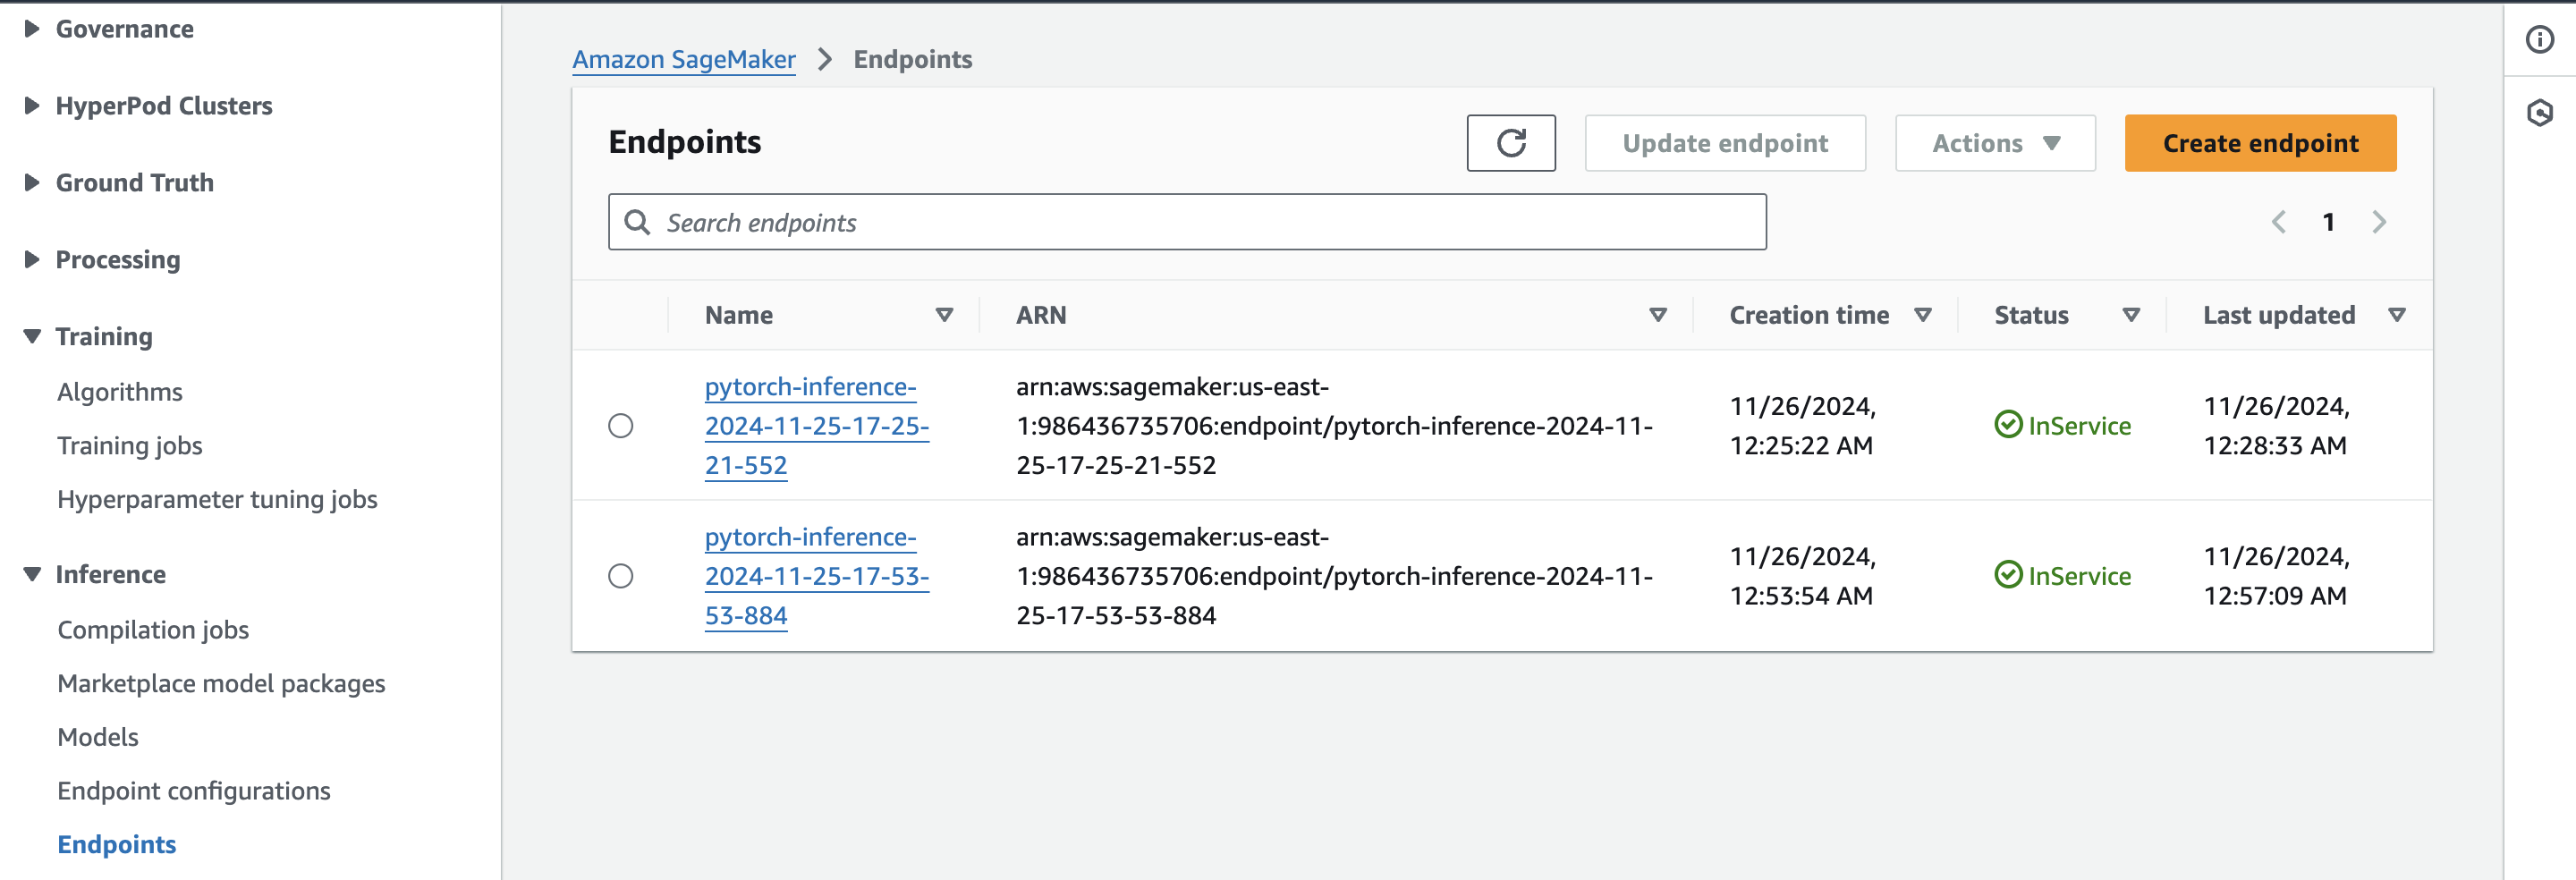 Governance
HyperPod Clusters
Ground Truth
Processing
Training
Algorithms
Training jobs
Hyperparameter tuning jobs
Inference
Compilation jobs
Marketplace model packages
Models
Endpoint configurations
Endpoints
Amazon SageMaker
Endpoints
Endpoints
Update endpoint
Actions
Create endpoint
Search endpoints
1
Name
ARN
Creation time
Status
Last updated
pytorch-inference-
2024-11-25-17-25-
21-552
arn:aws:sagemaker:us-east-
1:986436735706:endpoint/pytorch-inference-2024-11-
25-17-25-21-552
11/26/2024,
12:25:22 AM
InService
11/26/2024,
12:28:33 AM
pytorch-inference-
2024-11-25-17-53-
53-884
arn:aws:sagemaker:us-east-
1:986436735706:endpoint/pytorch-inference-2024-11-
25-17-53-53-884
11/26/2024,
12:53:54 AM
InService
11/26/2024,
12:57:09 AM